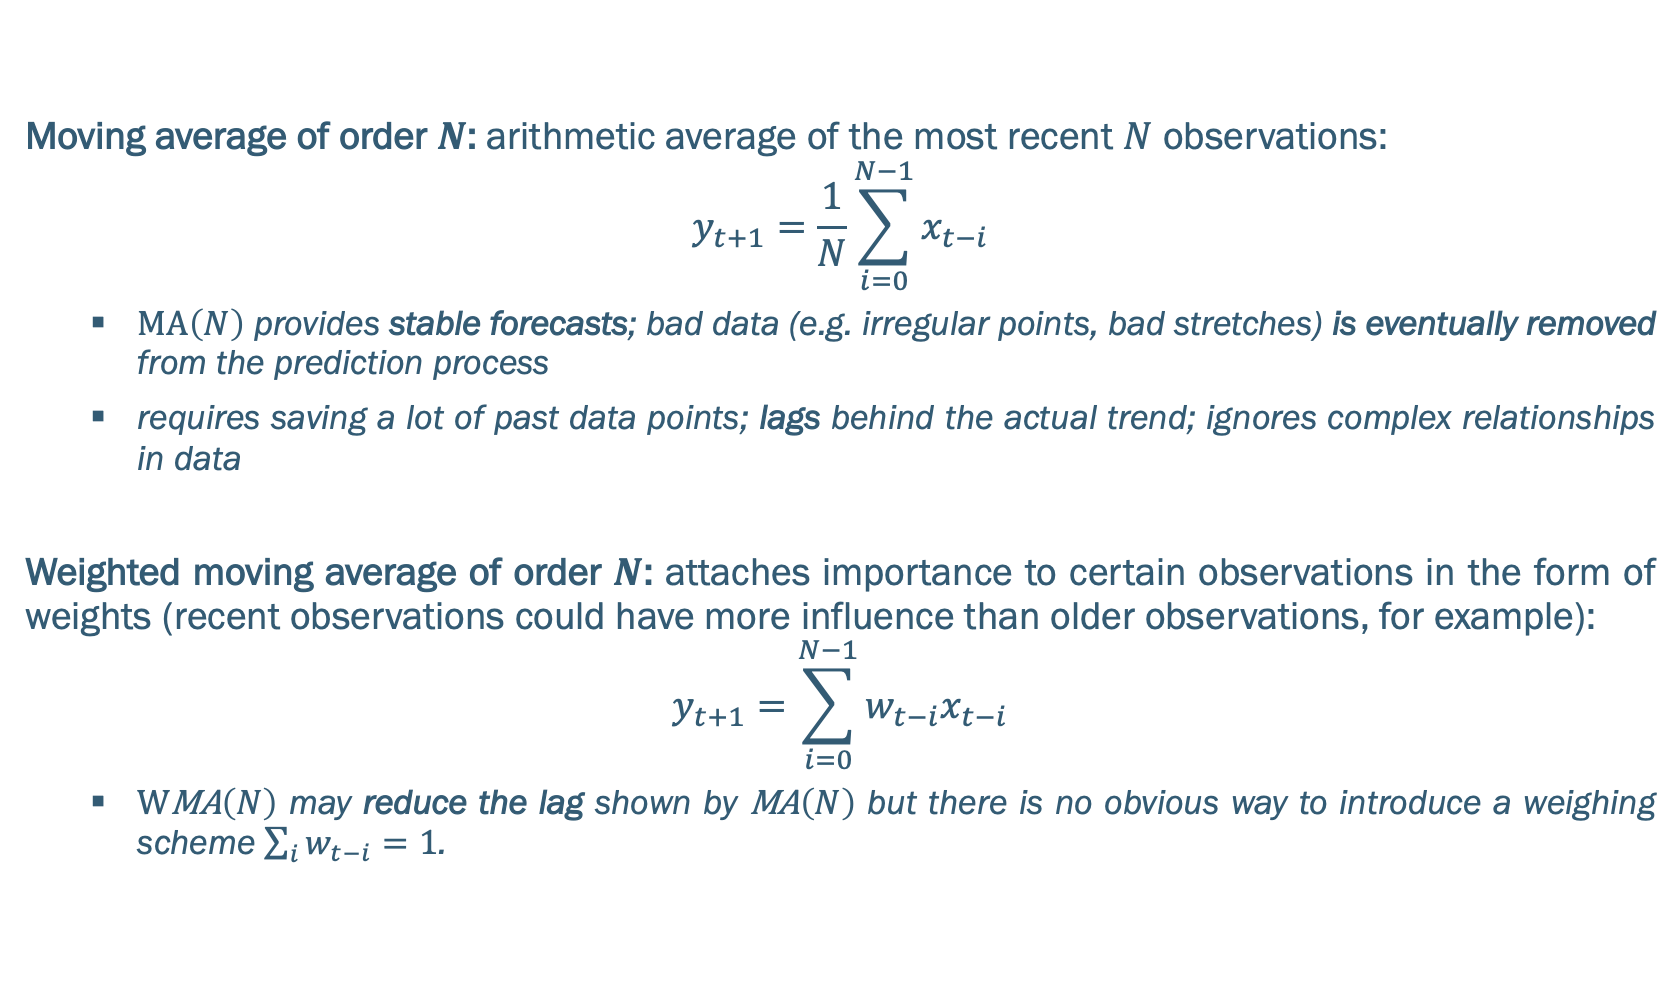 Moving average of order N: arithmetic average of the most recent N observations:
y_{t+1} = \frac{1}{N} \sum_{i=0}^{N-1} x_{t-i}
▪ MA(N) provides stable forecasts; bad data (e.g. irregular points, bad stretches) is eventually removed
from the prediction process
▪ requires saving a lot of past data points; lags behind the actual trend; ignores complex relationships
in data
Weighted moving average of order N: attaches importance to certain observations in the form of
weights (recent observations could have more influence than older observations, for example):
y_{t+1} = \sum_{i=0}^{N-1} w_{t-i} x_{t-i}
▪ WMA(N) may reduce the lag shown by MA(N) but there is no obvious way to introduce a weighing
scheme \sum_i w_{t-i} = 1.